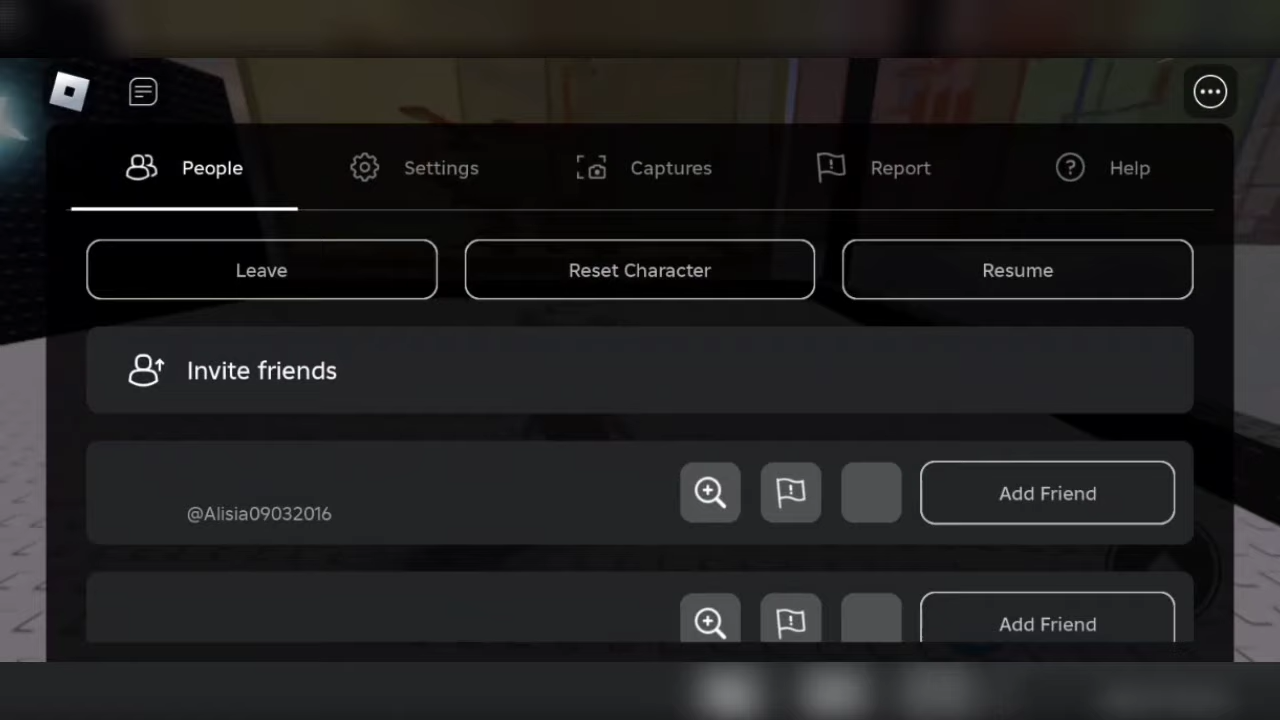 People
Settings
Captures
Report
Help
Leave
Reset Character
Resume
Invite friends
@Alisia09032016
Add Friend
Add Friend